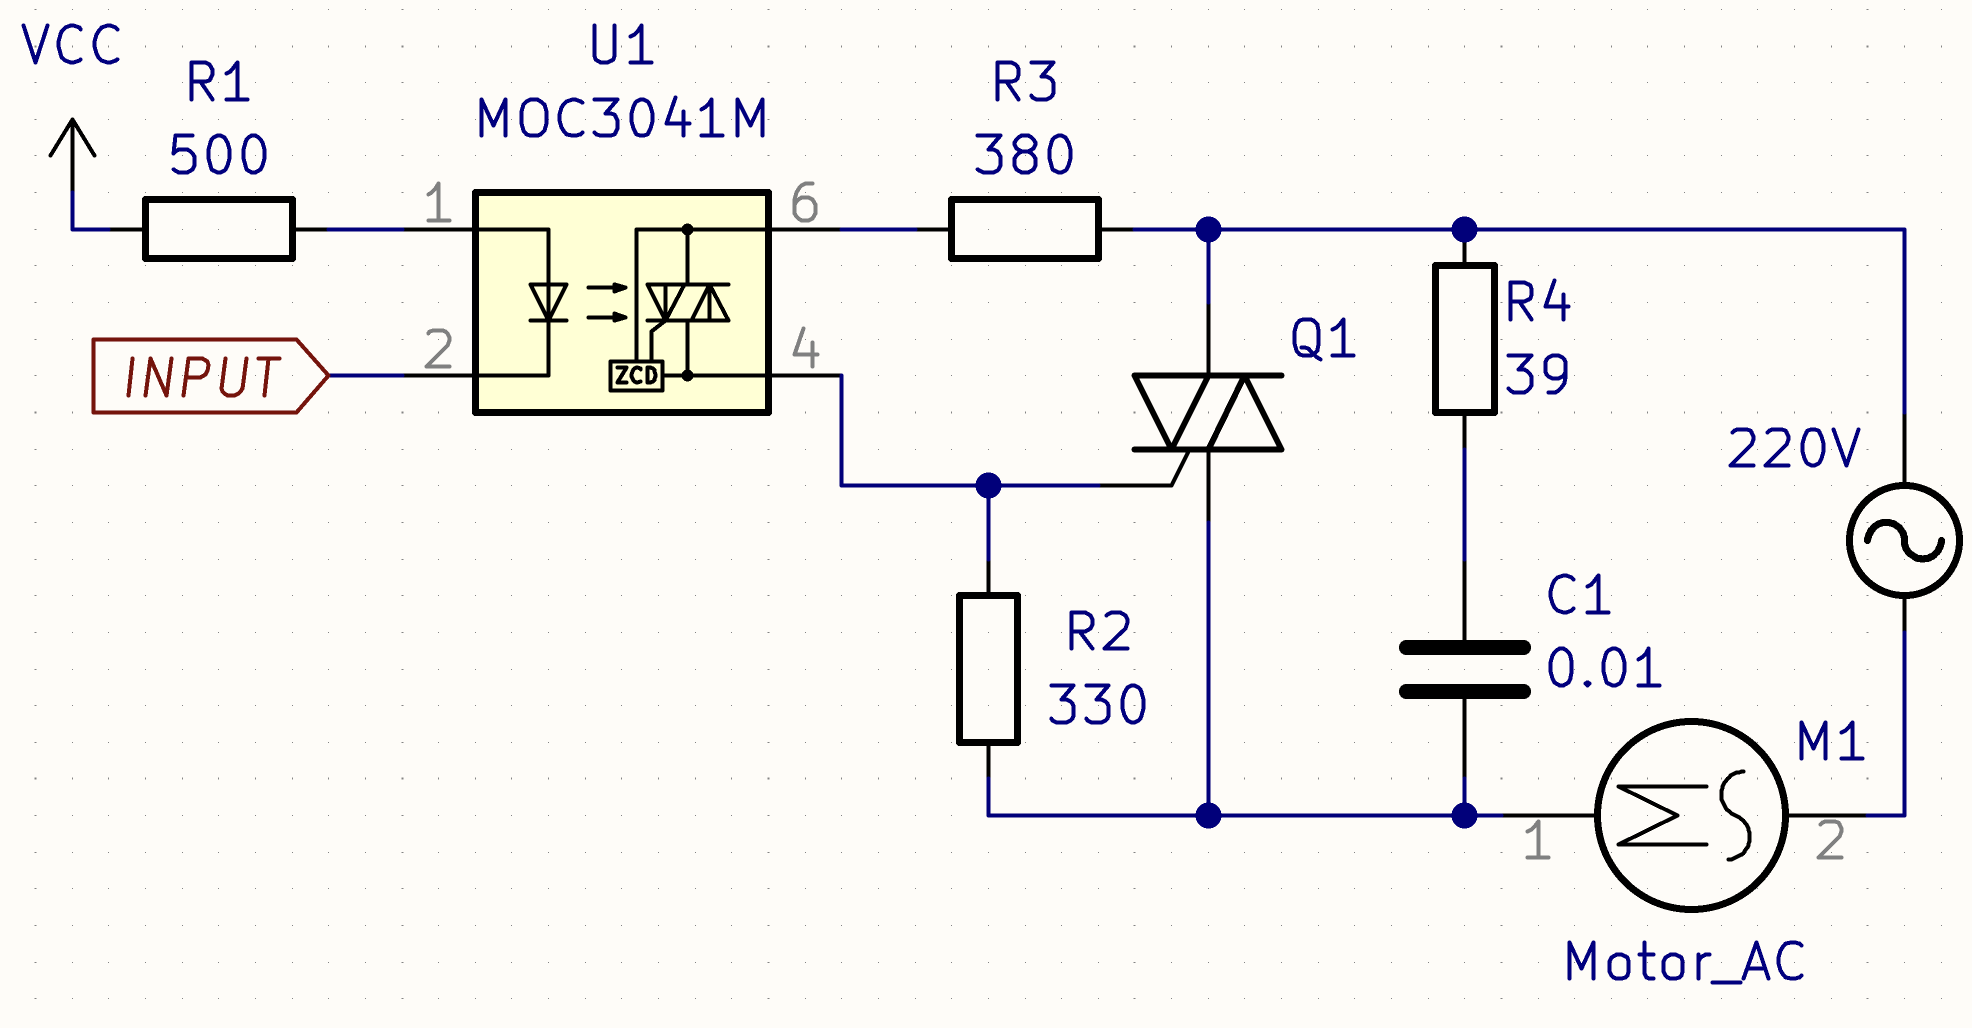 VCC
R1
500
U1
MOC3041M
R3
380
1
6
2
4
INPUT
ZCD
Q1
R4
39
220V
R2
330
C1
0.01
M1
1
2
Motor_AC